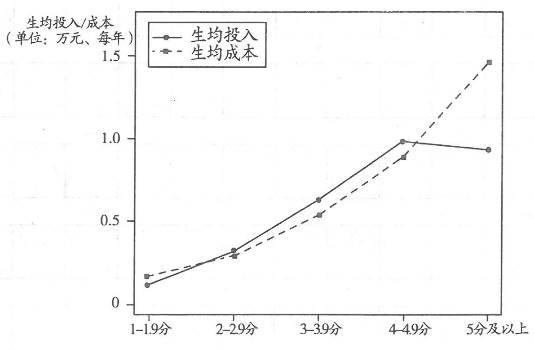 生均投入/成本
（单位：万元、每年）
生均投入
生均成本
1.5
1.0
0.5
0
1–1.9分
2–2.9分
3–3.9分
4–4.9分
5分及以上